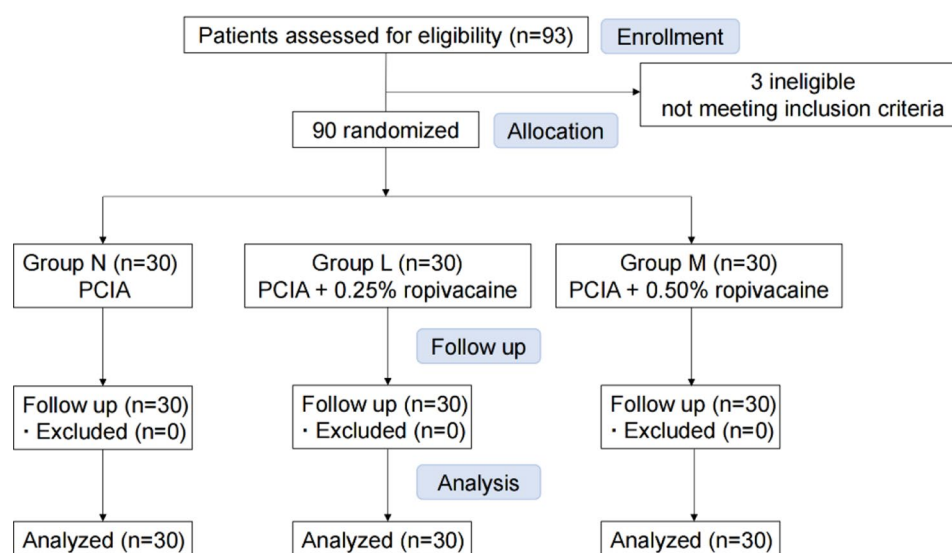 Patients assessed for eligibility (n=93)
Enrollment
3 ineligible
not meeting inclusion criteria
90 randomized
Allocation
Group N (n=30)
PCIA
Group L (n=30)
PCIA + 0.25% ropivacaine
Group M (n=30)
PCIA + 0.50% ropivacaine
Follow up
Follow up (n=30)
· Excluded (n=0)
Follow up (n=30)
· Excluded (n=0)
Follow up (n=30)
· Excluded (n=0)
Analysis
Analyzed (n=30)
Analyzed (n=30)
Analyzed (n=30)